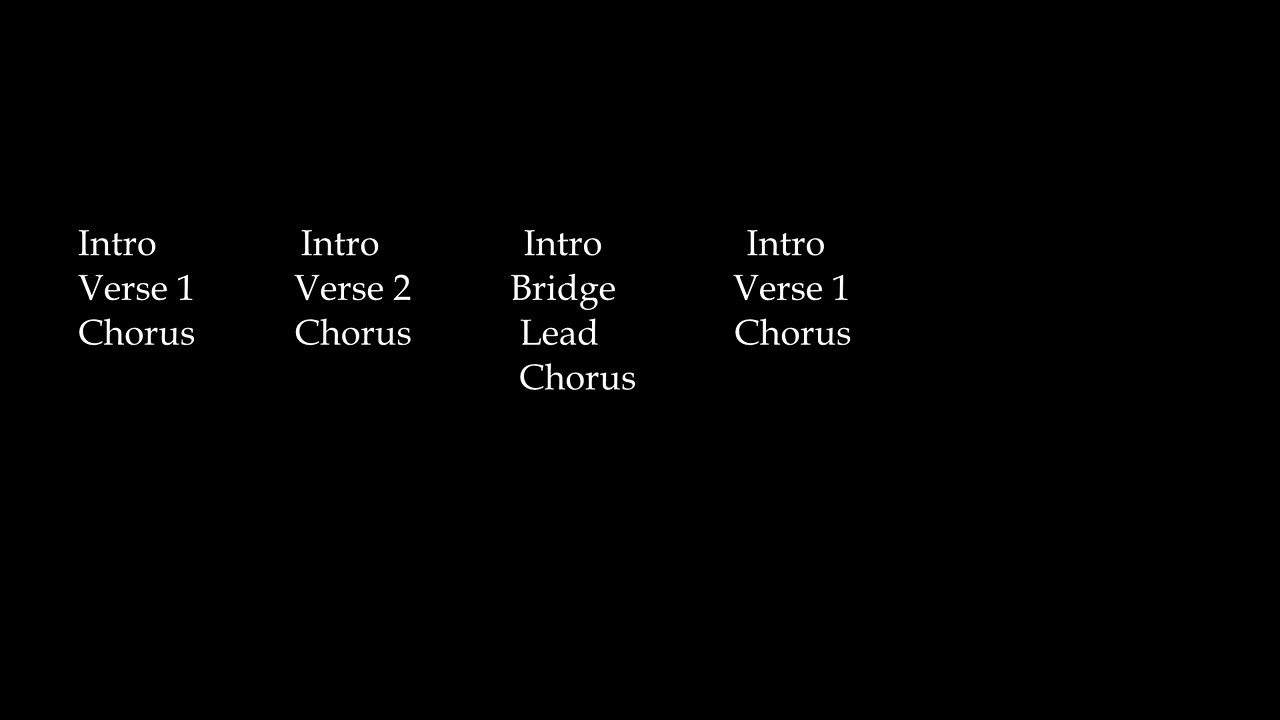 Intro Intro Intro Intro
Verse 1 Verse 2 Bridge Verse 1
Chorus Chorus Lead Chorus
Chorus